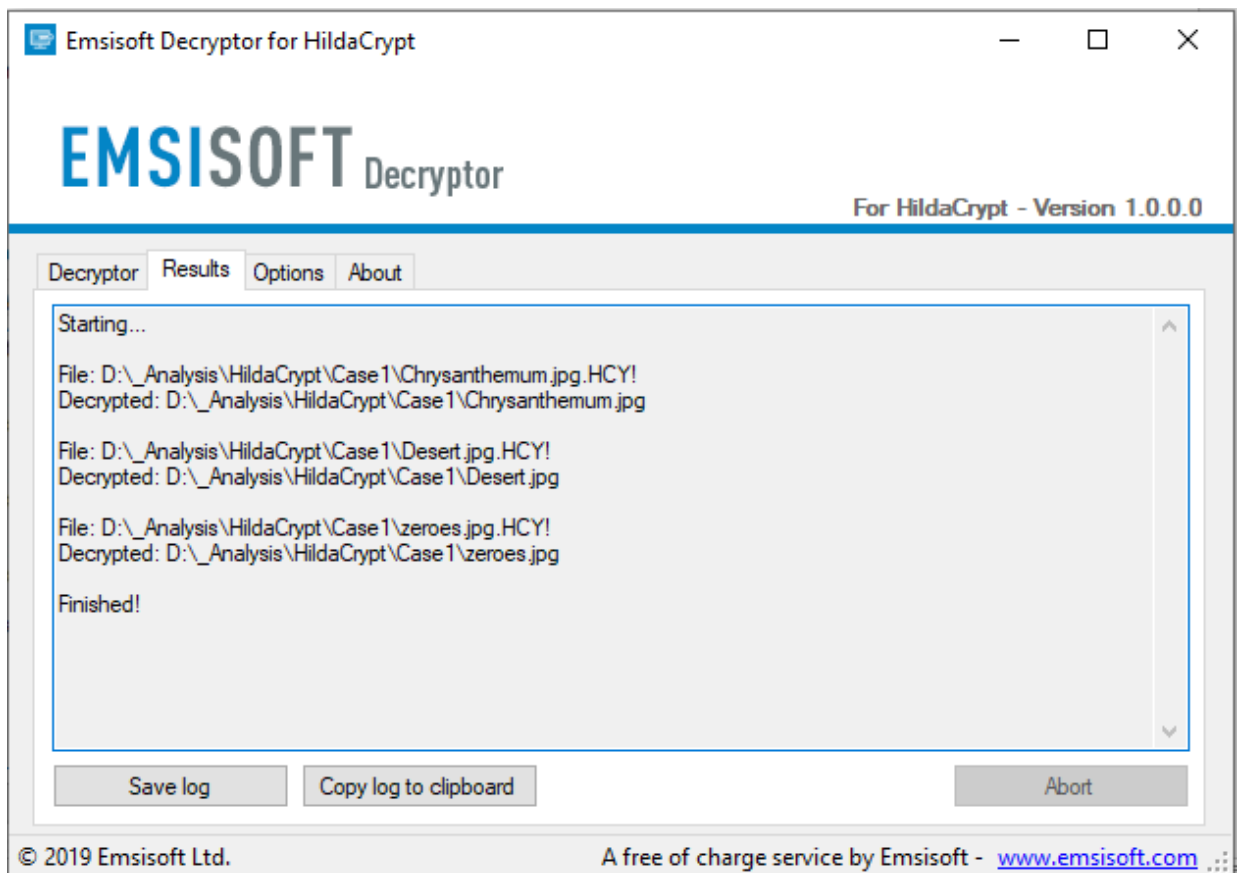 Emsisoft Decryptor for HildaCrypt
EMSISOFT Decryptor
For HildaCrypt - Version 1.0.0.0
Decryptor Results Options About
Starting...
File: D:\_Analysis\HildaCrypt\Case1\Chrysanthemum.jpg.HCY!
Decrypted: D:\_Analysis\HildaCrypt\Case1\Chrysanthemum.jpg
File: D:\_Analysis\HildaCrypt\Case1\Desert.jpg.HCY!
Decrypted: D:\_Analysis\HildaCrypt\Case1\Desert.jpg
File: D:\_Analysis\HildaCrypt\Case1\zeroes.jpg.HCY!
Decrypted: D:\_Analysis\HildaCrypt\Case1\zeroes.jpg
Finished!
Save log Copy log to clipboard Abort
© 2019 Emsisoft Ltd. A free of charge service by Emsisoft - www.emsisoft.com